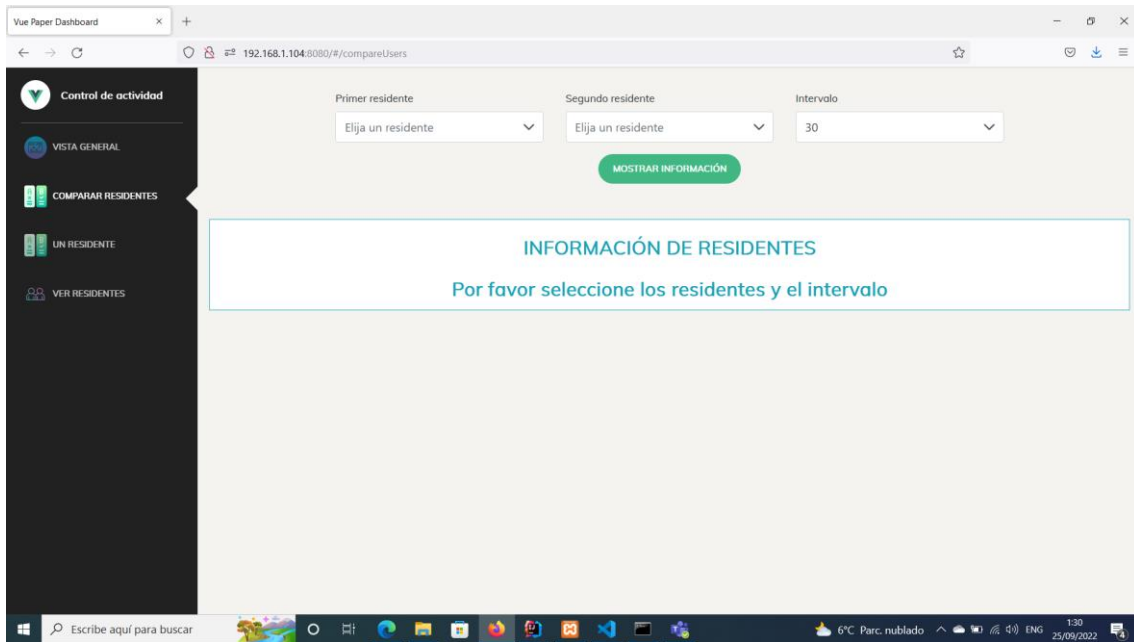 Vue Paper Dashboard
192.168.1.104:8080/#/compareUsers
Control de actividad
VISTA GENERAL
COMPARAR RESIDENTES
UN RESIDENTE
VER RESIDENTES
Primer residente
Segundo residente
Intervalo
Elija un residente
Elija un residente
30
MOSTRAR INFORMACIÓN
INFORMACIÓN DE RESIDENTES
Por favor seleccione los residentes y el intervalo
Escribe aquí para buscar
6°C Parc. nublado
ENG
1:30
25/09/2022